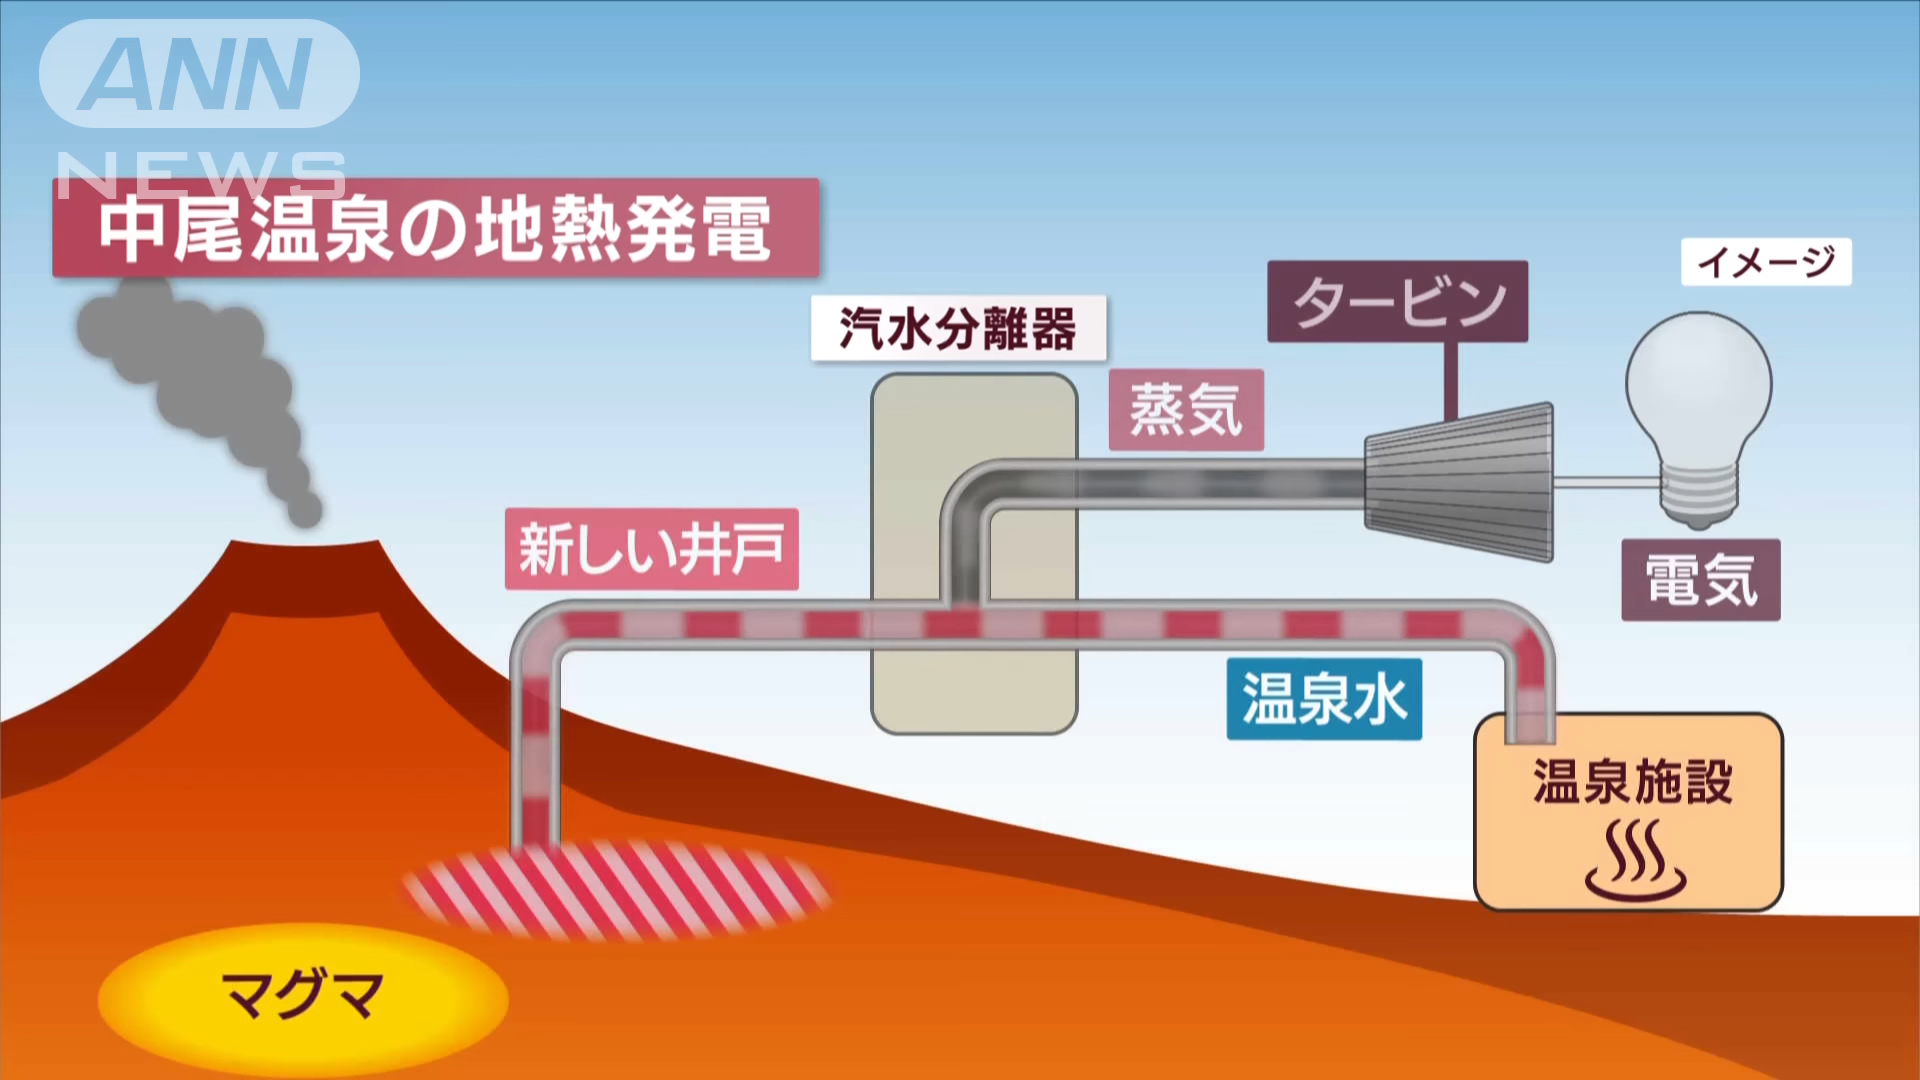 ANN
NEWS
中尾温泉の地熱発電
イメージ
タービン
汽水分離器
蒸気
新しい井戸
電気
温泉水
温泉施設
マグマ